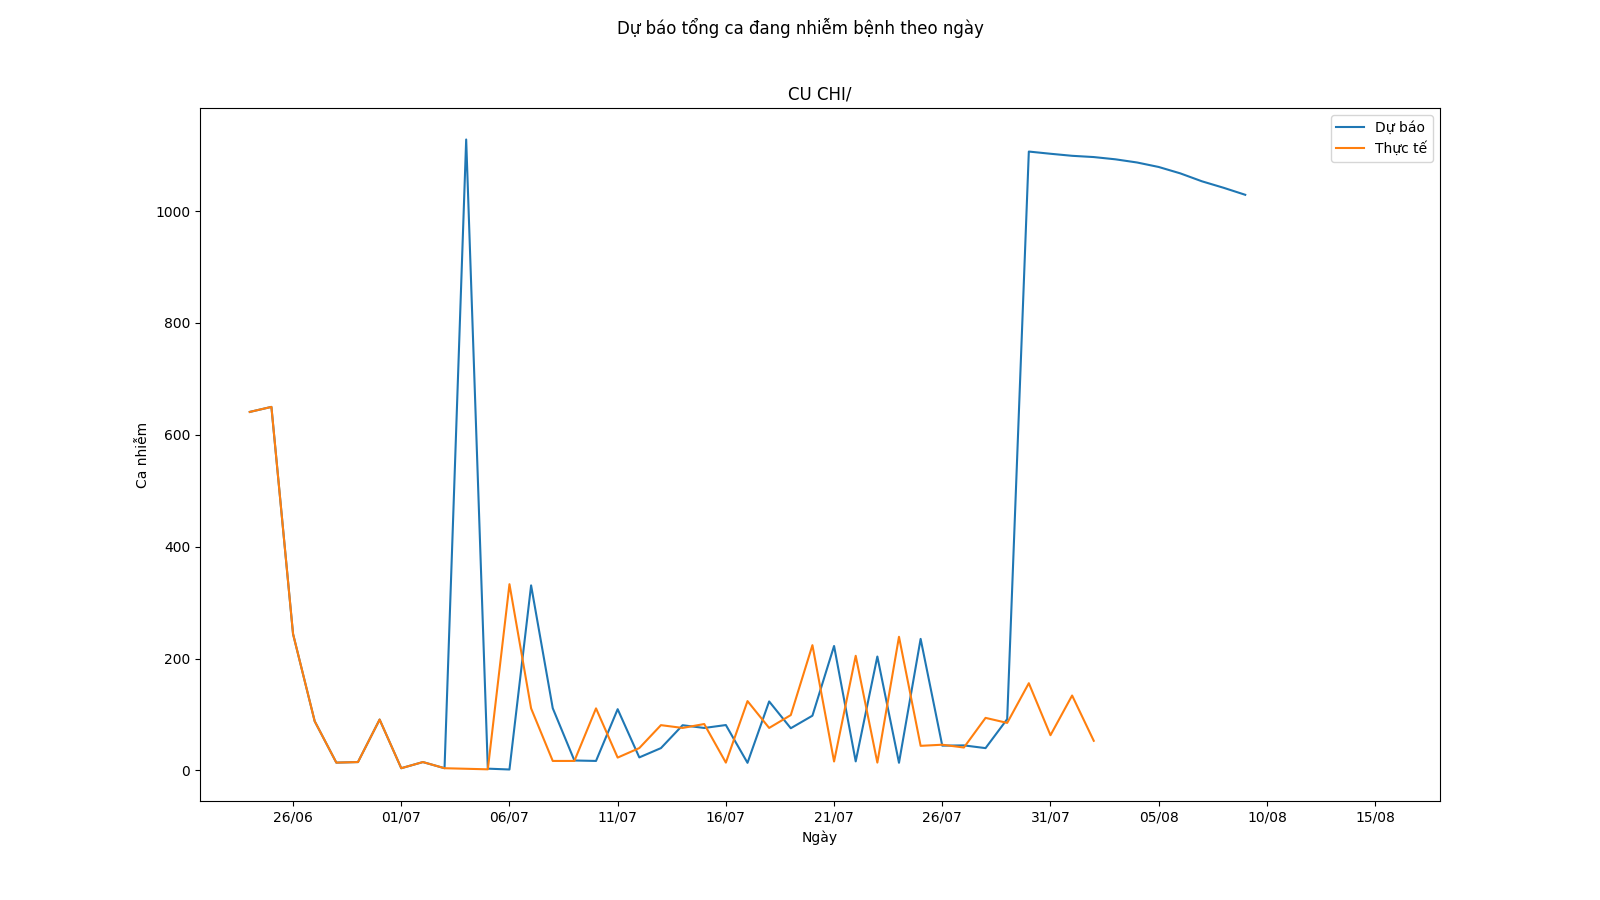 Dự báo tổng ca đang nhiễm bệnh theo ngày
CU CHI/
Dự báo
Thực tế
1000
800
600
400
200
0
Ca nhiễm
26/06 01/07 06/07 11/07 16/07 21/07 26/07 31/07 05/08 10/08 15/08
Ngày